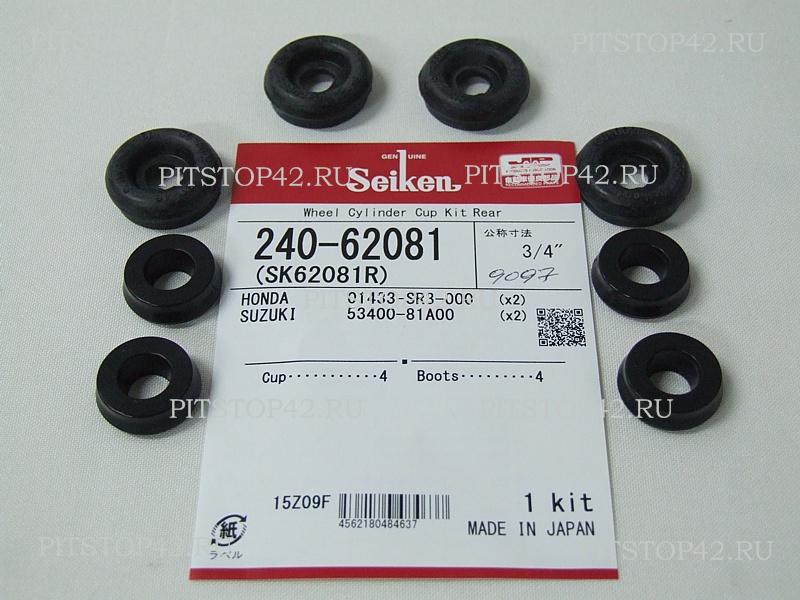 PITSTOP42.RU PITSTOP42.RU
GENUINE
Seiken
PITSTOP42.RU PITSTOP42.RU
Wheel Cylinder Cup Kit Rear
240-62081
(SK62081R)
公称寸法
3/4"
9097
HONDA 01433-SR3-000 (x2)
SUZUKI 53400-81A00 (x2)
Cup···········4 Boots·········4
PITSTOP42.RU PITSTOP42.RU
15Z09F
4562180484637
1 kit
MADE IN JAPAN
紙
ラベル
PITSTOP42.RU PITSTOP42.RU